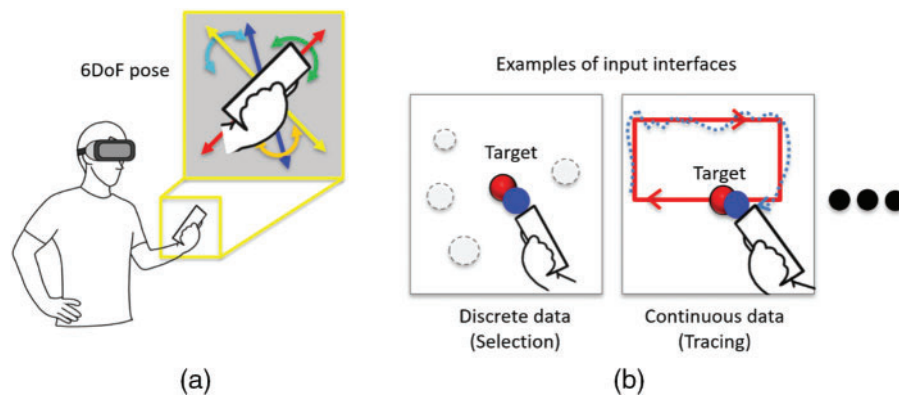 6DoF pose
Examples of input interfaces
Target
Target
Discrete data
(Selection)
Continuous data
(Tracing)
(a)
(b)